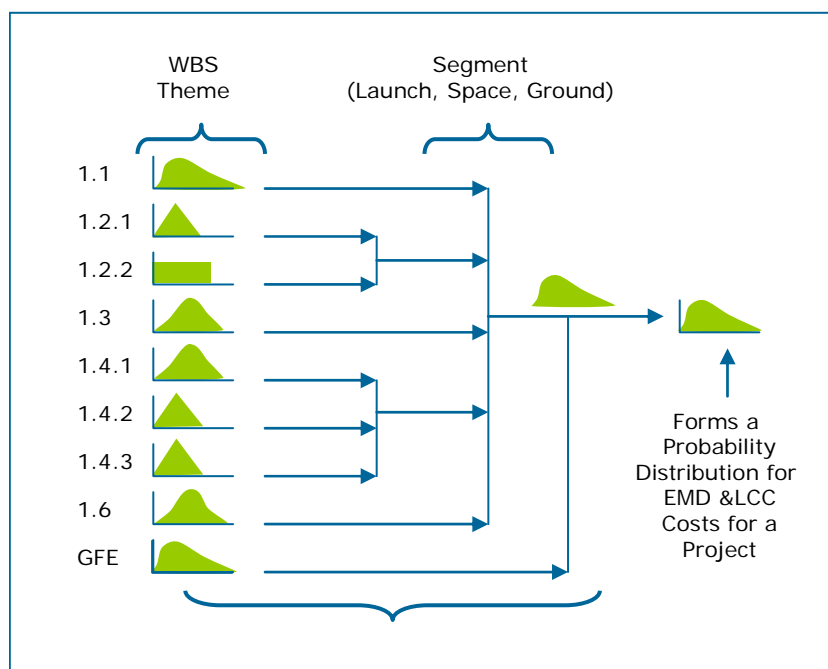 WBS
Theme
Segment
(Launch, Space, Ground)
1.1
1.2.1
1.2.2
1.3
1.4.1
1.4.2
1.4.3
1.6
GFE
Forms a
Probability
Distribution for
EMD &LCC
Costs for a
Project